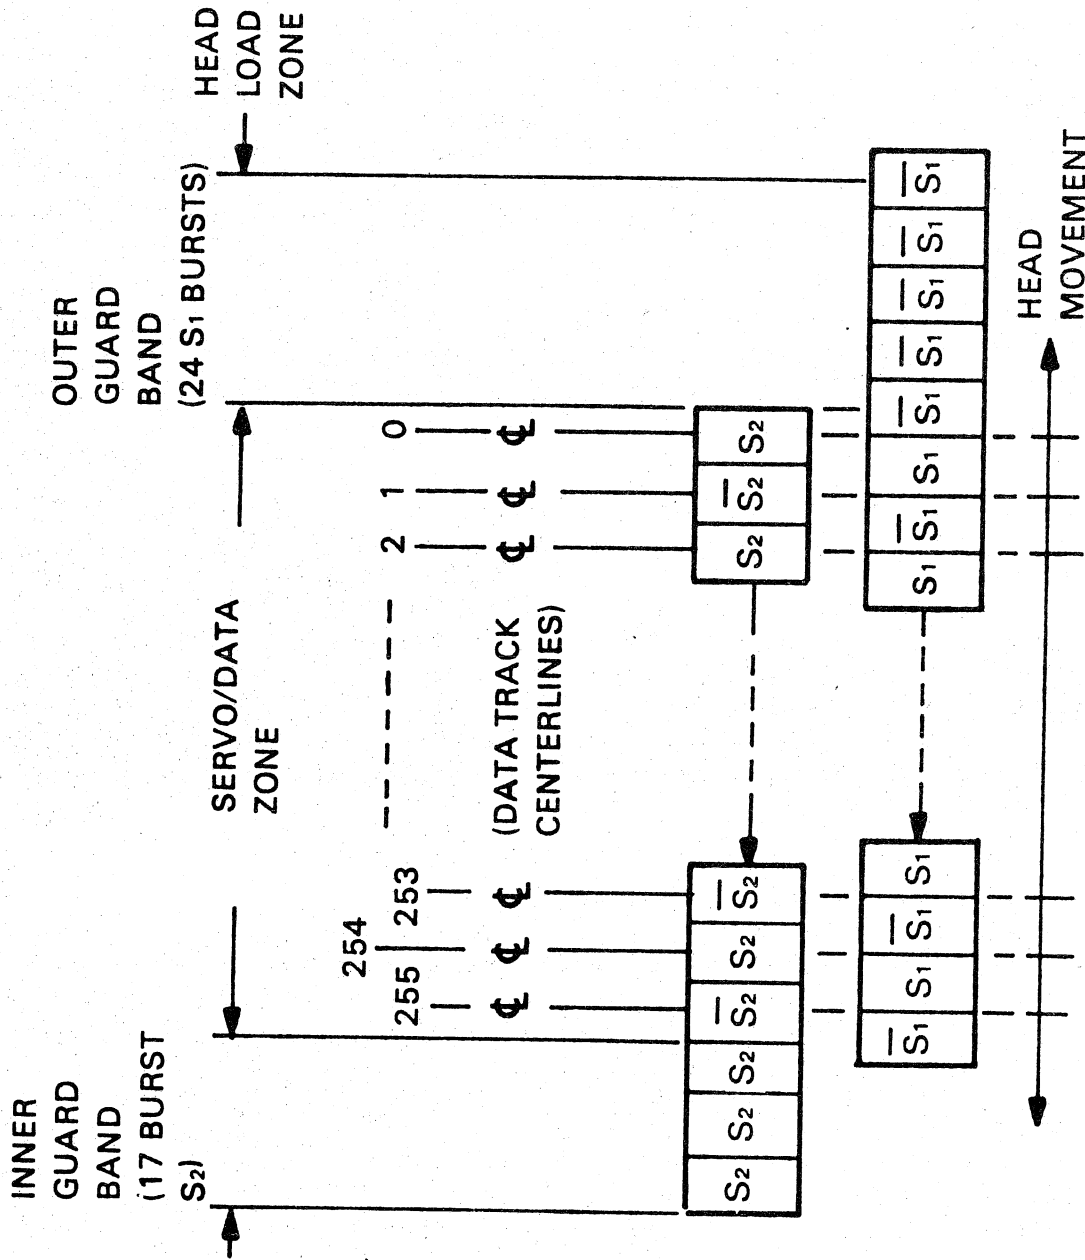 INNER
GUARD
BAND
(17 BURST
S2)
SERVO/DATA
ZONE
OUTER
GUARD
BAND
(24 S1 BURSTS)
HEAD
LOAD
ZONE
255
254
253
2
1
0
℄ ℄ ℄ ℄ ℄ ℄
(DATA TRACK
CENTERLINES)
S2 S2 S2 S̅2 S2 S̅2 S2 S̅2 S2
S̅1 S1 S̅1 S1 S1 S̅1 S1 S̅1 S̅1 S̅1 S̅1 S̅1
HEAD
MOVEMENT